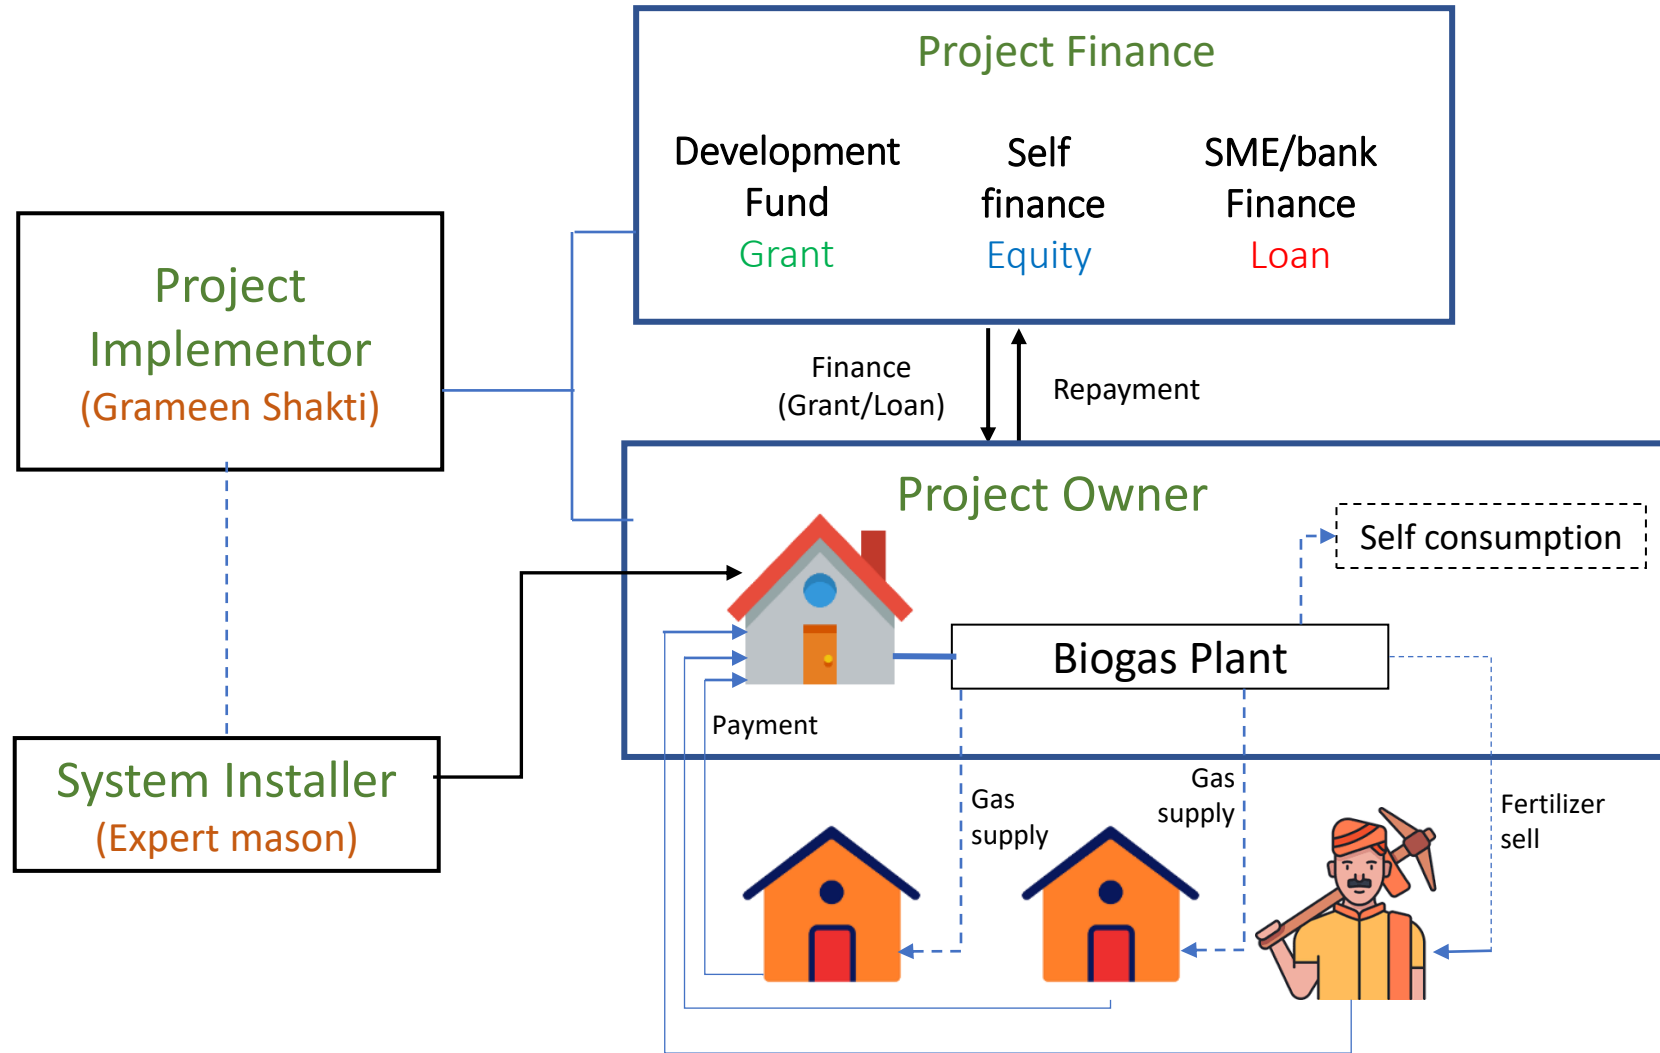 Project Finance
Development
Fund
Grant
Self
finance
Equity
SME/bank
Finance
Loan
Project
Implementor
(Grameen Shakti)
Finance
(Grant/Loan)
Repayment
Project Owner
Self consumption
Biogas Plant
Payment
System Installer
(Expert mason)
Gas
supply
Gas
supply
Fertilizer
sell